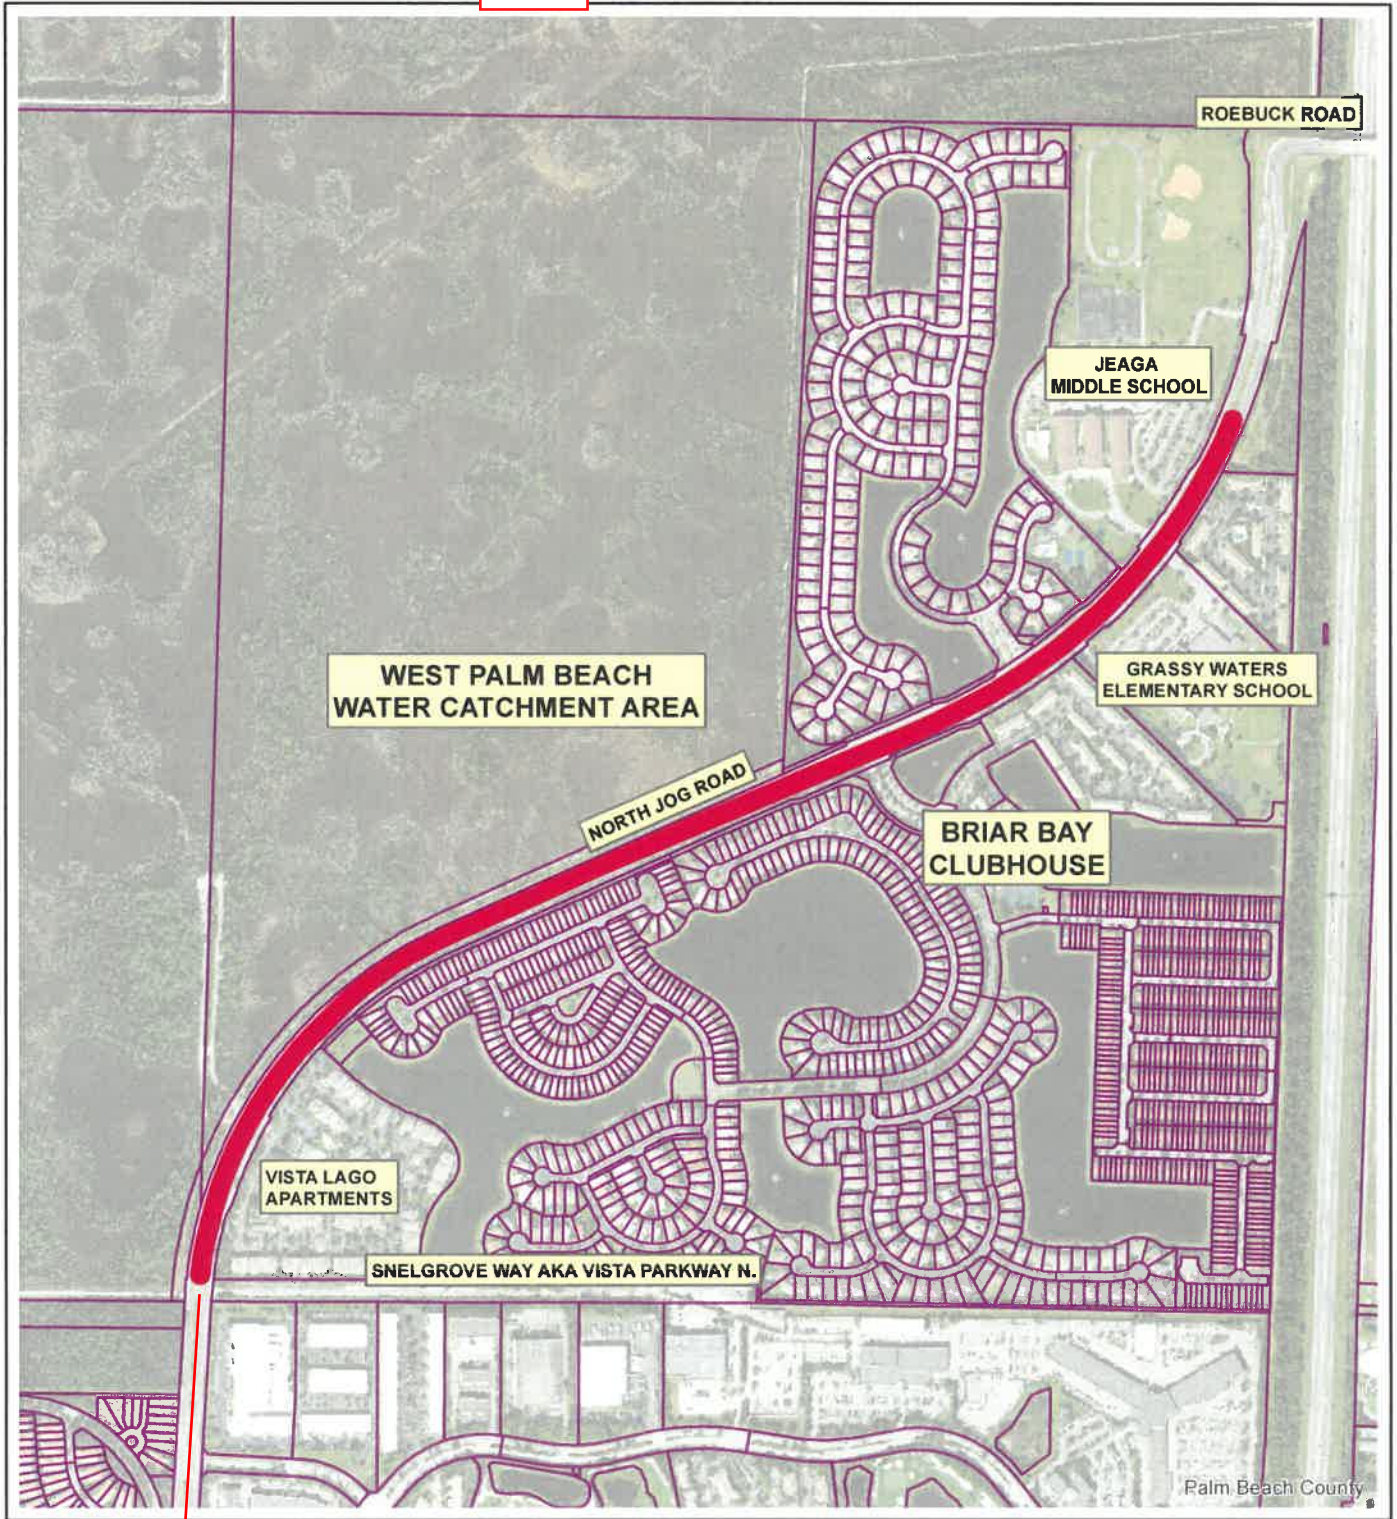 ROEBUCK ROAD
JEAGA
MIDDLE SCHOOL
GRASSY WATERS
ELEMENTARY SCHOOL
WEST PALM BEACH
WATER CATCHMENT AREA
NORTH JOG ROAD
BRIAR BAY
CLUBHOUSE
VISTA LAGO
APARTMENTS
SNELGROVE WAY AKA VISTA PARKWAY N.
Palm Beach County